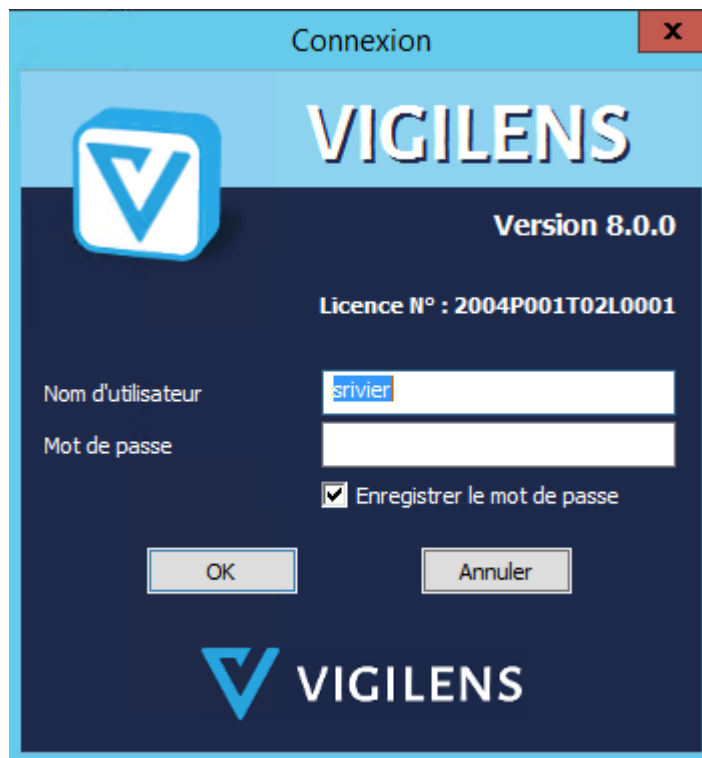 Connexion
x
VIGILENS
Version 8.0.0
Licence N° : 2004P001T02L0001
Nom d'utilisateur srivier
Mot de passe
Enregistrer le mot de passe
OK Annuler
VIGILENS